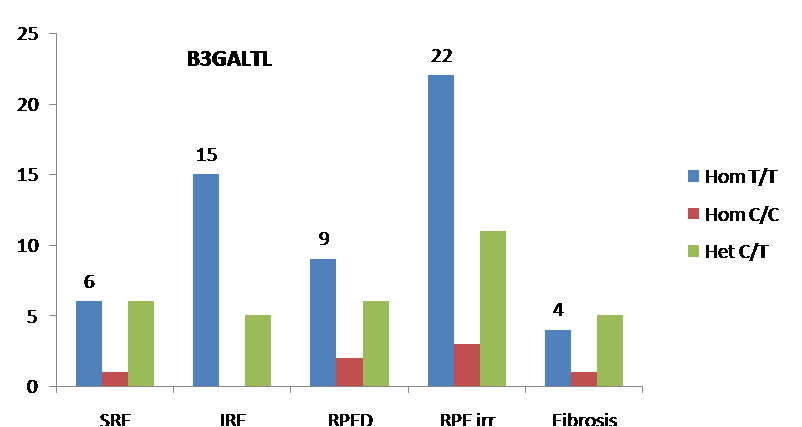 B3GALTL
25
20
15
10
5
0
6
15
9
22
4
SRF
IRF
RPED
RPE irr
Fibrosis
Hom T/T
Hom C/C
Het C/T